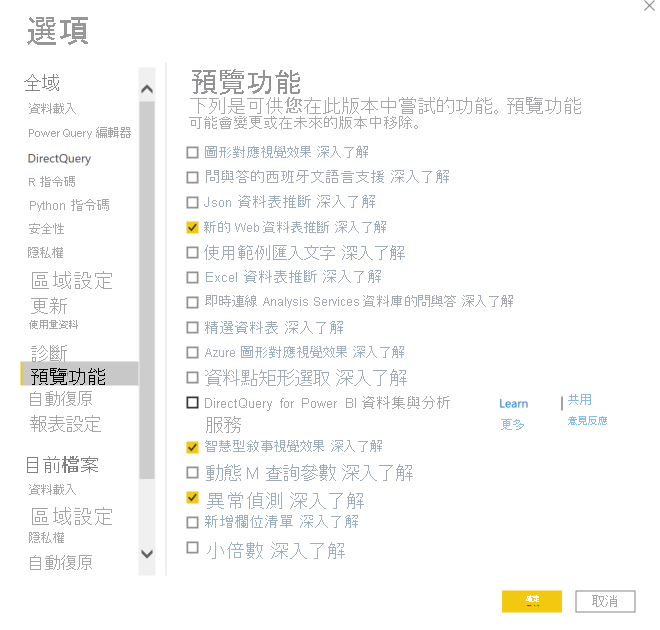 選項
全域
資料載入
Power Query 編輯器
DirectQuery
R 指令碼
Python 指令碼
安全性
隱私權
區域設定
更新
使用量資料
診斷
預覽功能
自動復原
報表設定
目前檔案
資料載入
區域設定
隱私權
自動復原
預覽功能
下列是可供您在此版本中嘗試的功能。預覽功能
可能會變更或在未來的版本中移除。
圖形對應視覺效果 深入了解
問與答的西班牙文語言支援 深入了解
Json 資料表推斷 深入了解
新的 Web 資料表推斷 深入了解
使用範例匯入文字 深入了解
Excel 資料表推斷 深入了解
即時連線 Analysis Services 資料庫的問與答 深入了解
精選資料表 深入了解
Azure 圖形對應視覺效果 深入了解
資料點矩形選取 深入了解
DirectQuery for Power BI 資料集與分析 Learn | 共用
服務 更多 意見反應
智慧型敘事視覺效果 深入了解
動態 M 查詢參數 深入了解
異常偵測 深入了解
新增欄位清單 深入了解
小倍數 深入了解
確定 取消